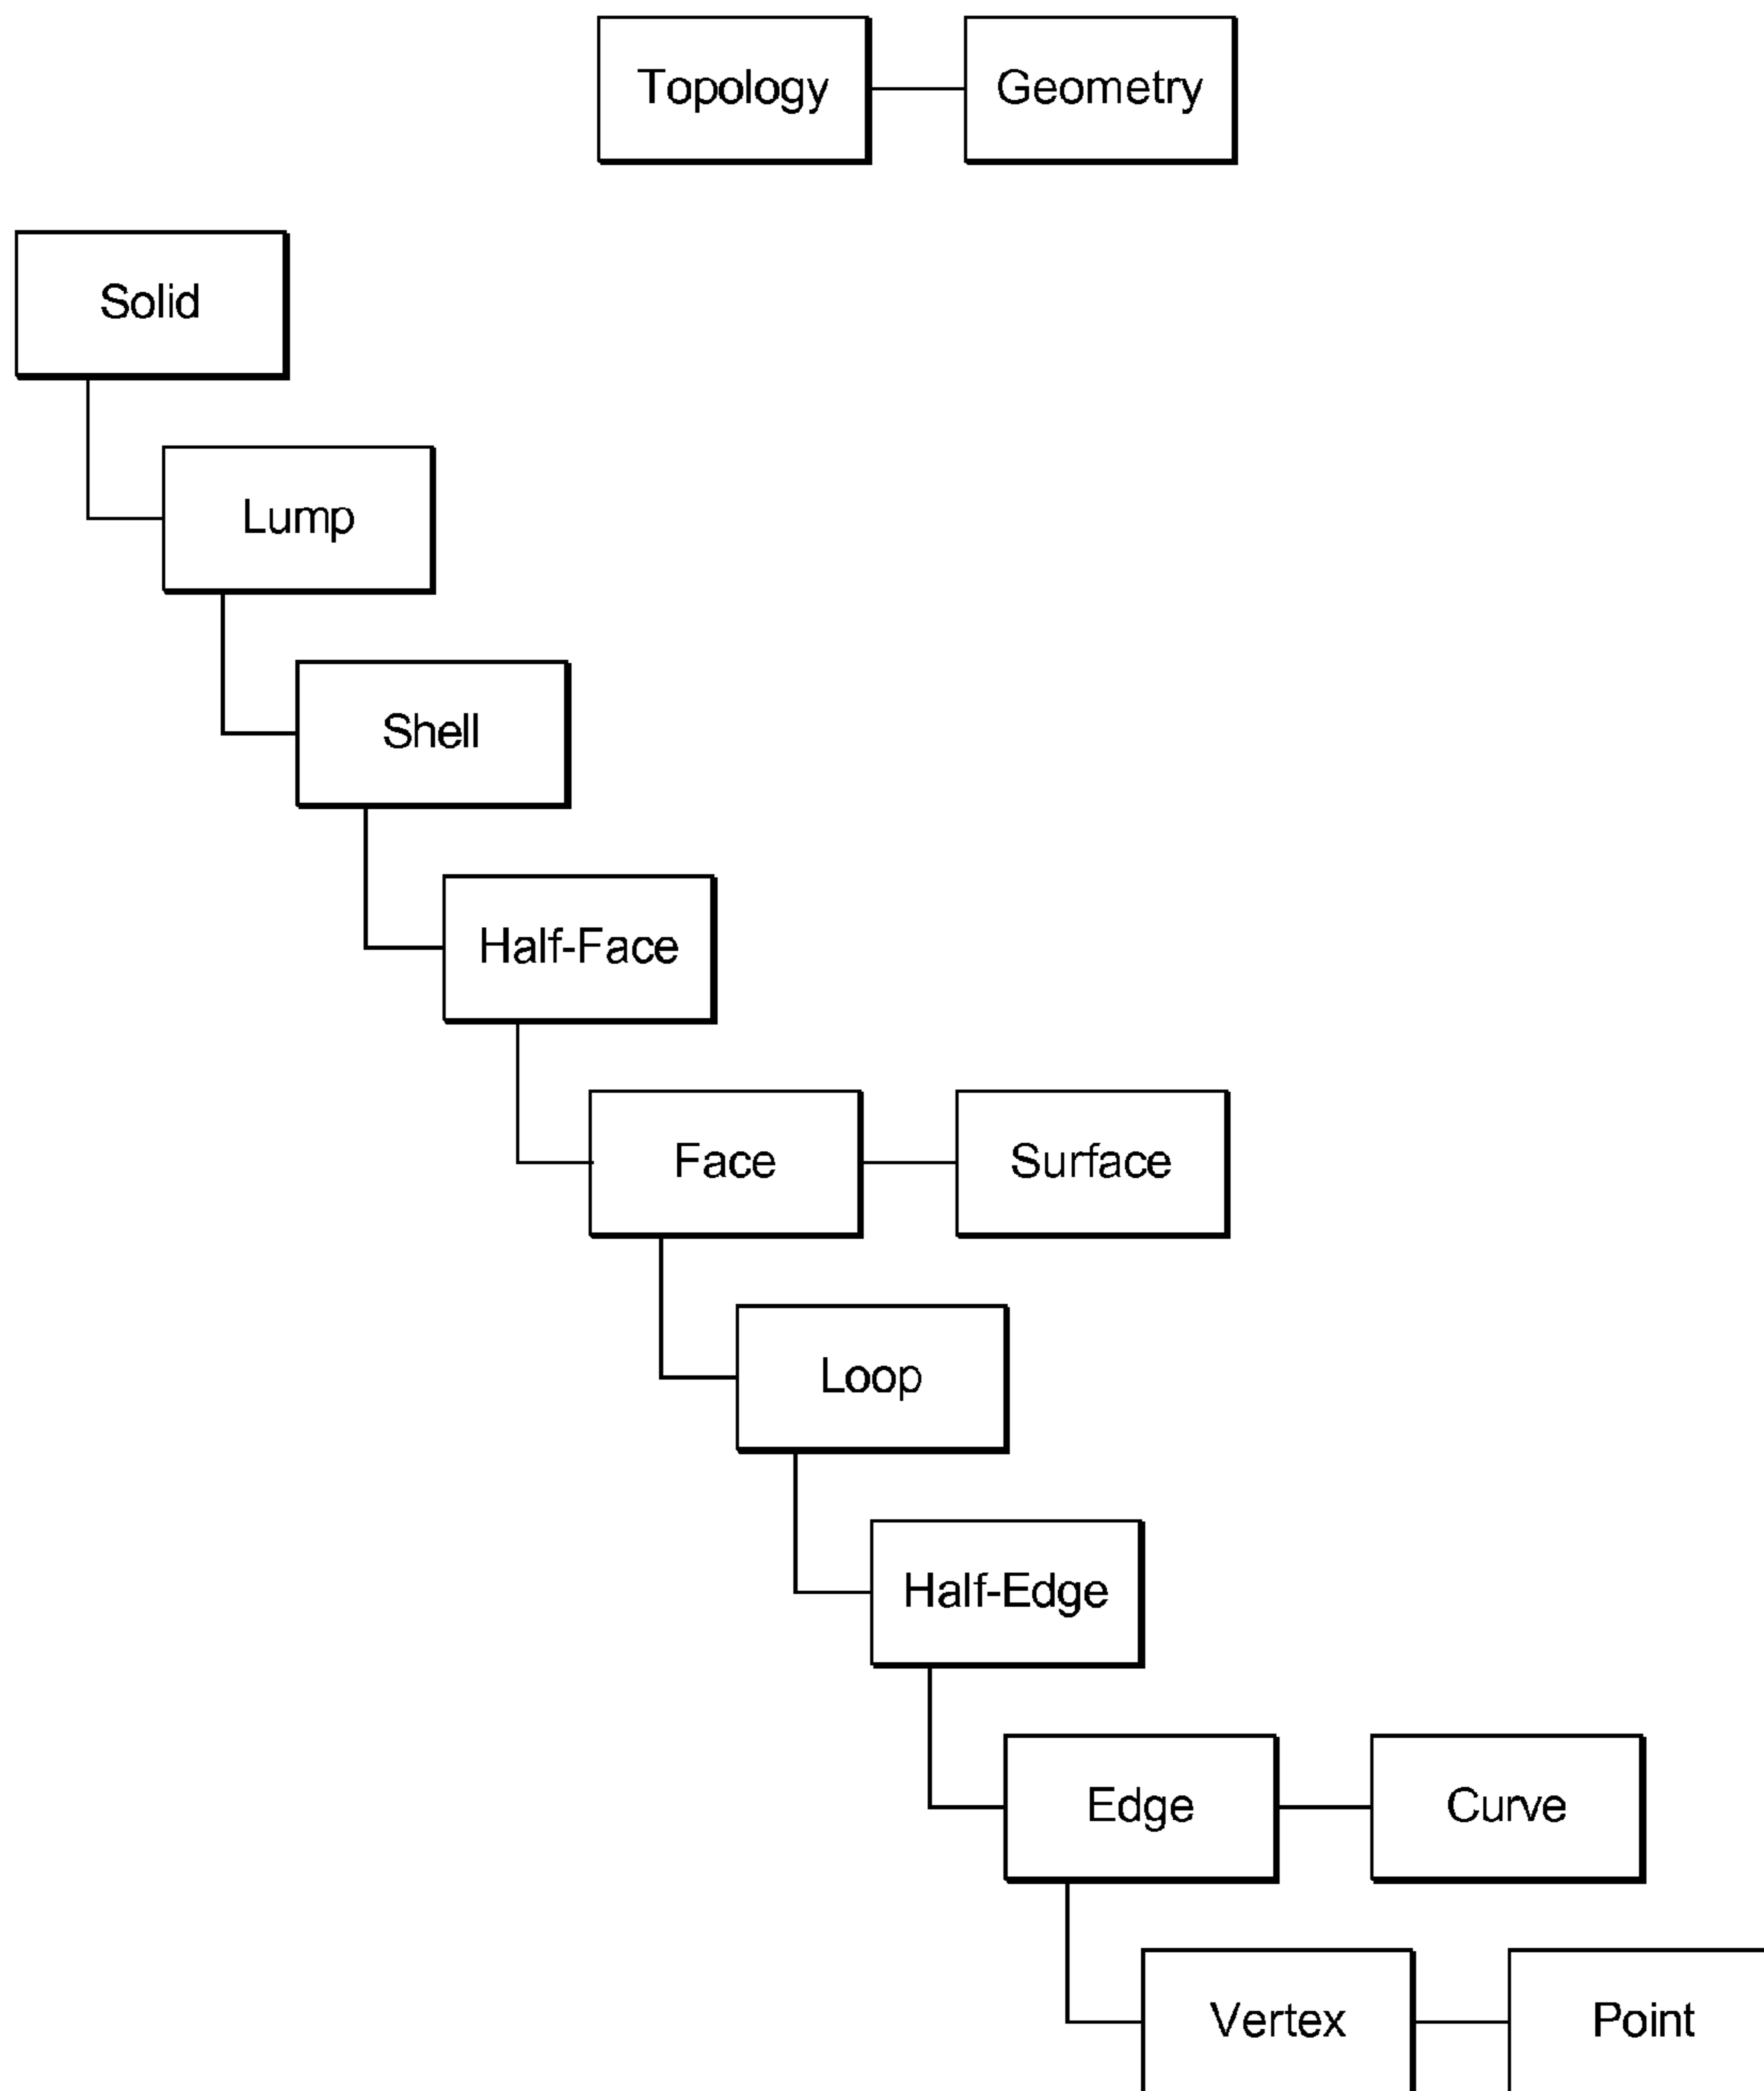 Topology Geometry
Solid
Lump
Shell
Half-Face
Face Surface
Loop
Half-Edge
Edge Curve
Vertex Point